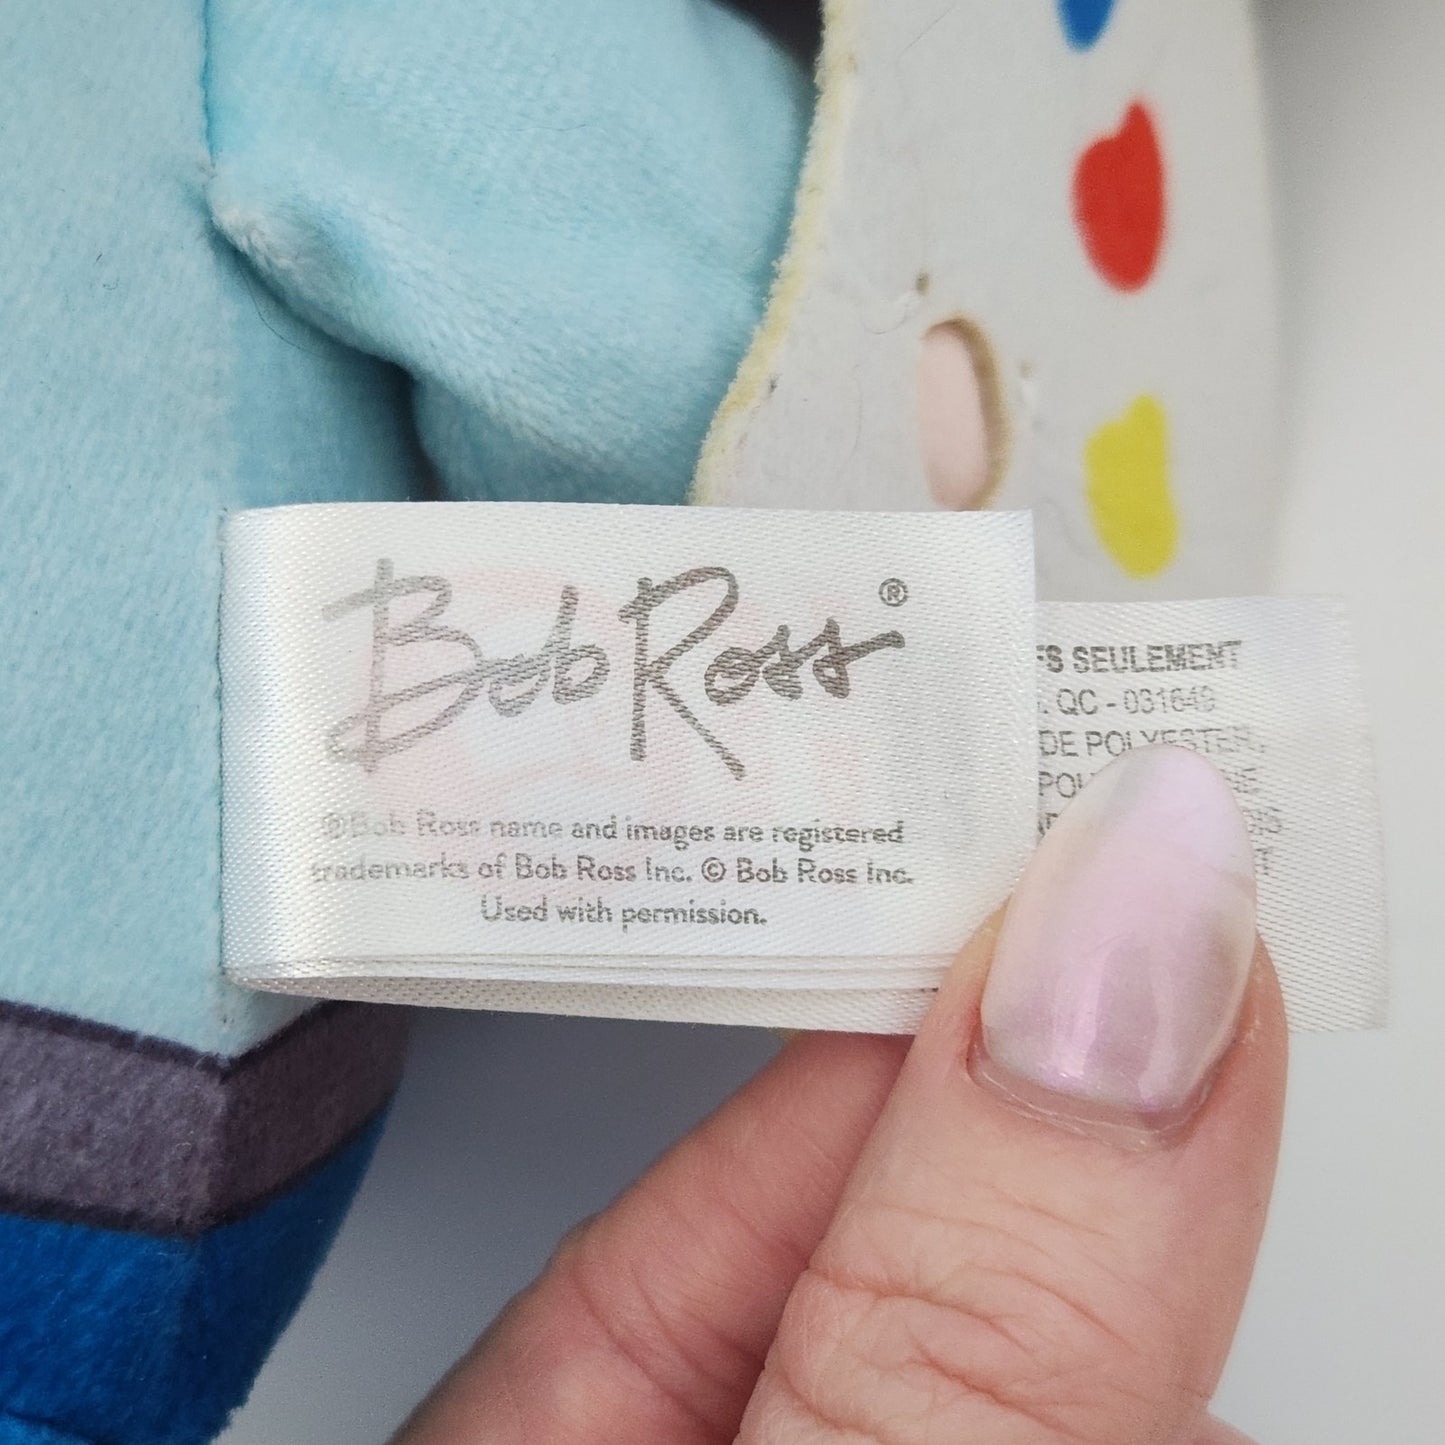 Bob Ross®
®Bob Ross name and images are registered
trademarks of Bob Ross Inc. © Bob Ross Inc.
Used with permission.
SEULEMENT
QC - 031649
DE POLYESTER,